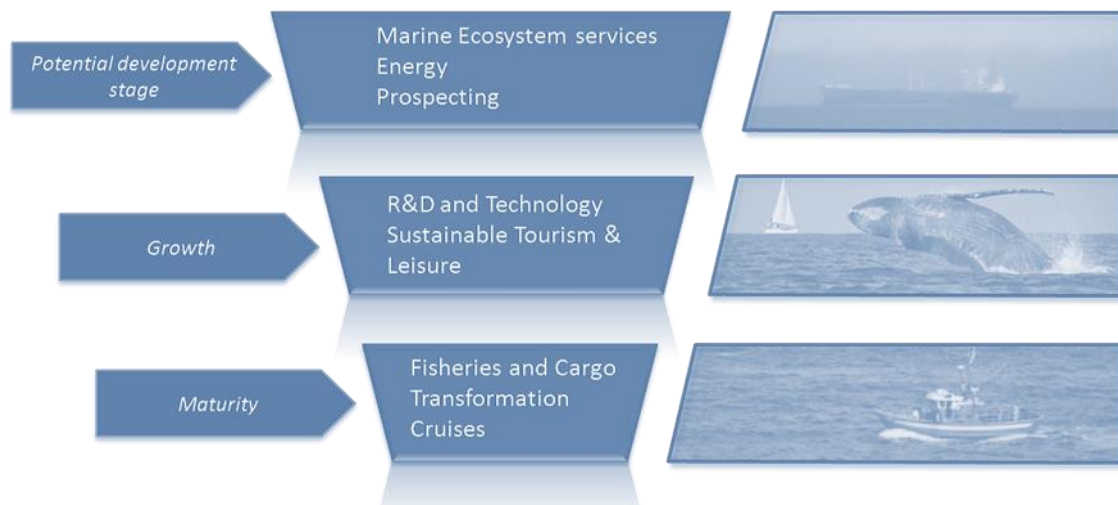 Potential development
stage
Marine Ecosystem services
Energy
Prospecting
Growth
R&D and Technology
Sustainable Tourism &
Leisure
Maturity
Fisheries and Cargo
Transformation
Cruises